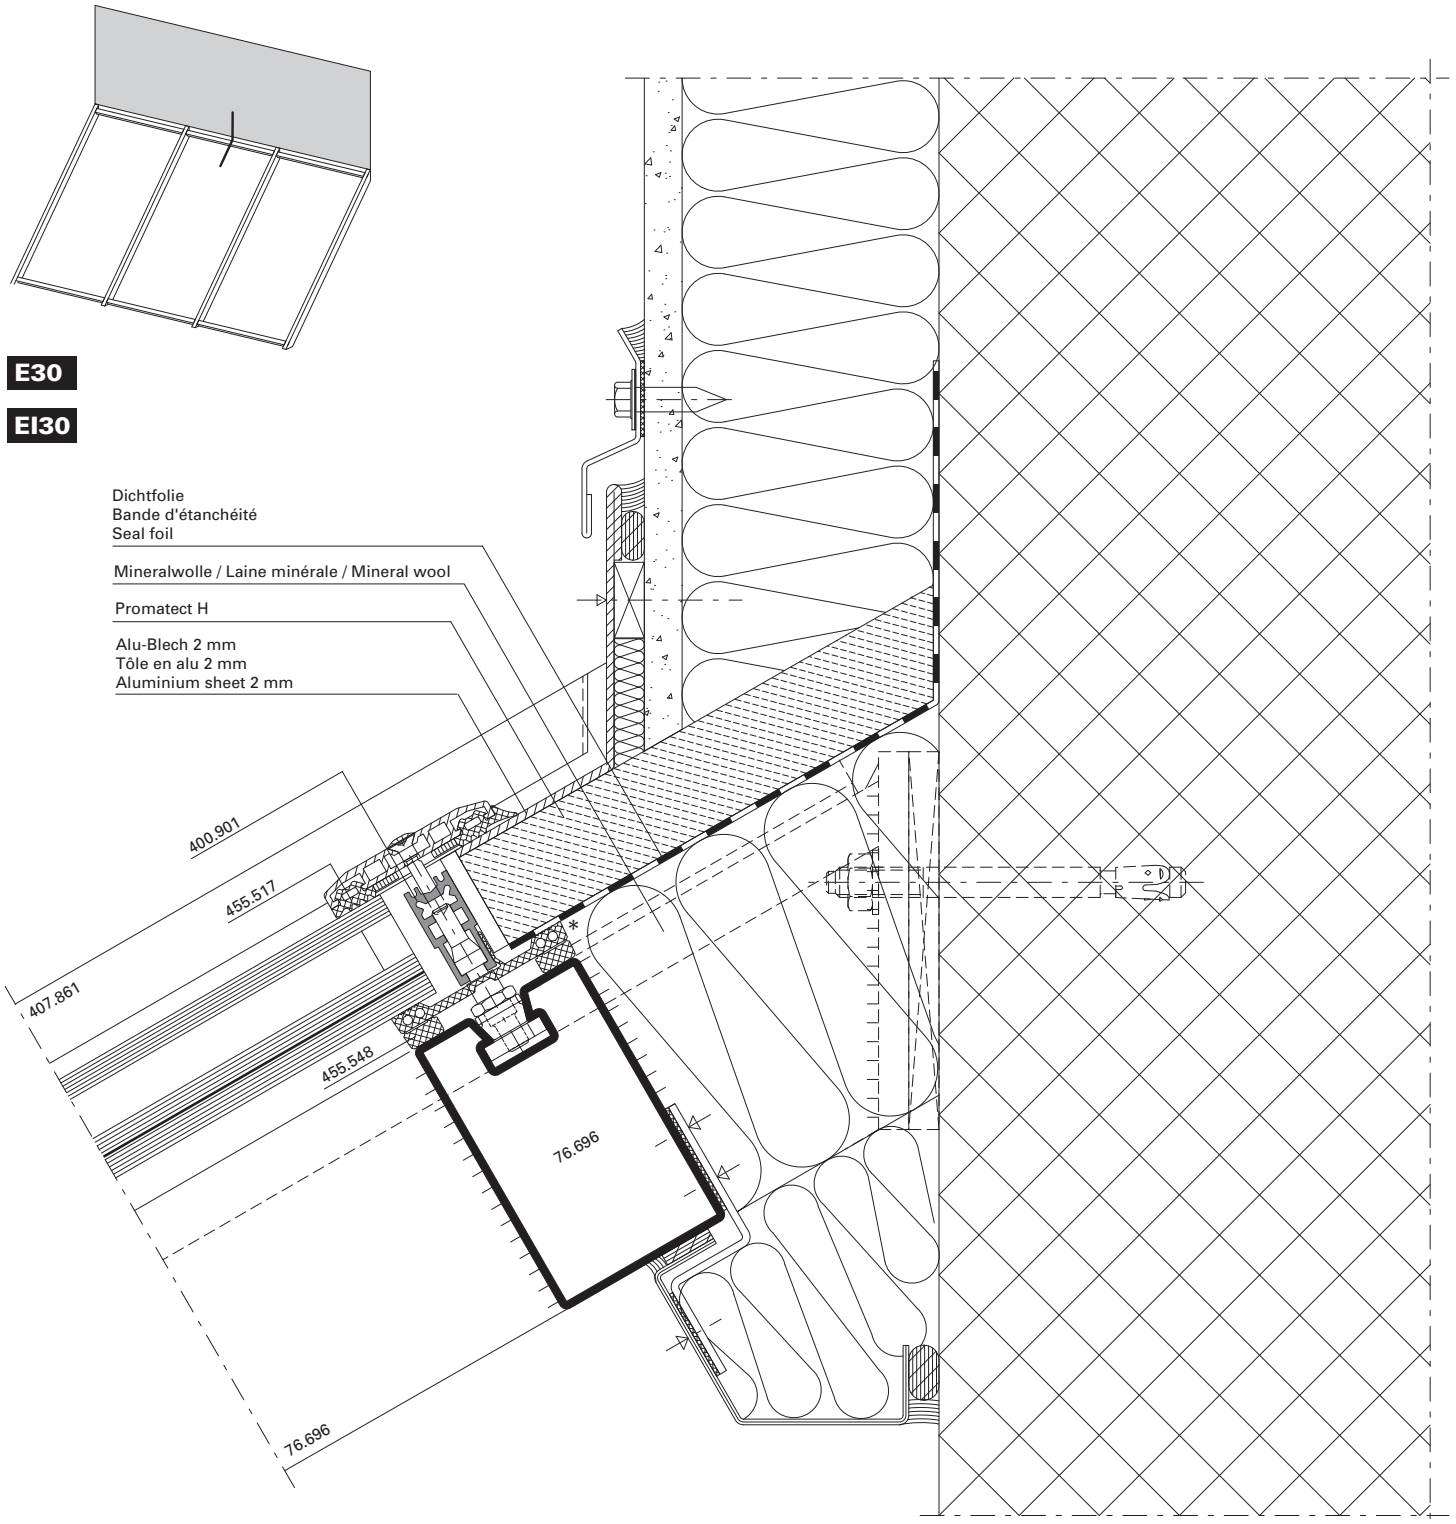 E30
EI30
Dichtfolie
Bande d'étanchéité
Seal foil
Mineralwolle / Laine minérale / Mineral wool
Promatect H
Alu-Blech 2 mm
Tôle en alu 2 mm
Aluminium sheet 2 mm
400.901
455.517
407.861
*
455.548
76.696
76.696